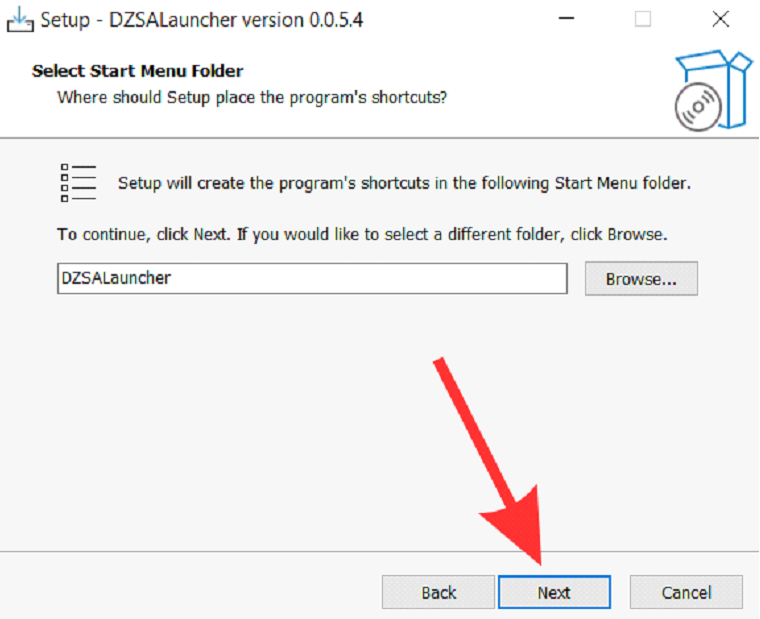 Setup - DZSALauncher version 0.0.5.4
Select Start Menu Folder
Where should Setup place the program's shortcuts?
Setup will create the program's shortcuts in the following Start Menu folder.
To continue, click Next. If you would like to select a different folder, click Browse.
DZSALauncher
Browse...
Back
Next
Cancel